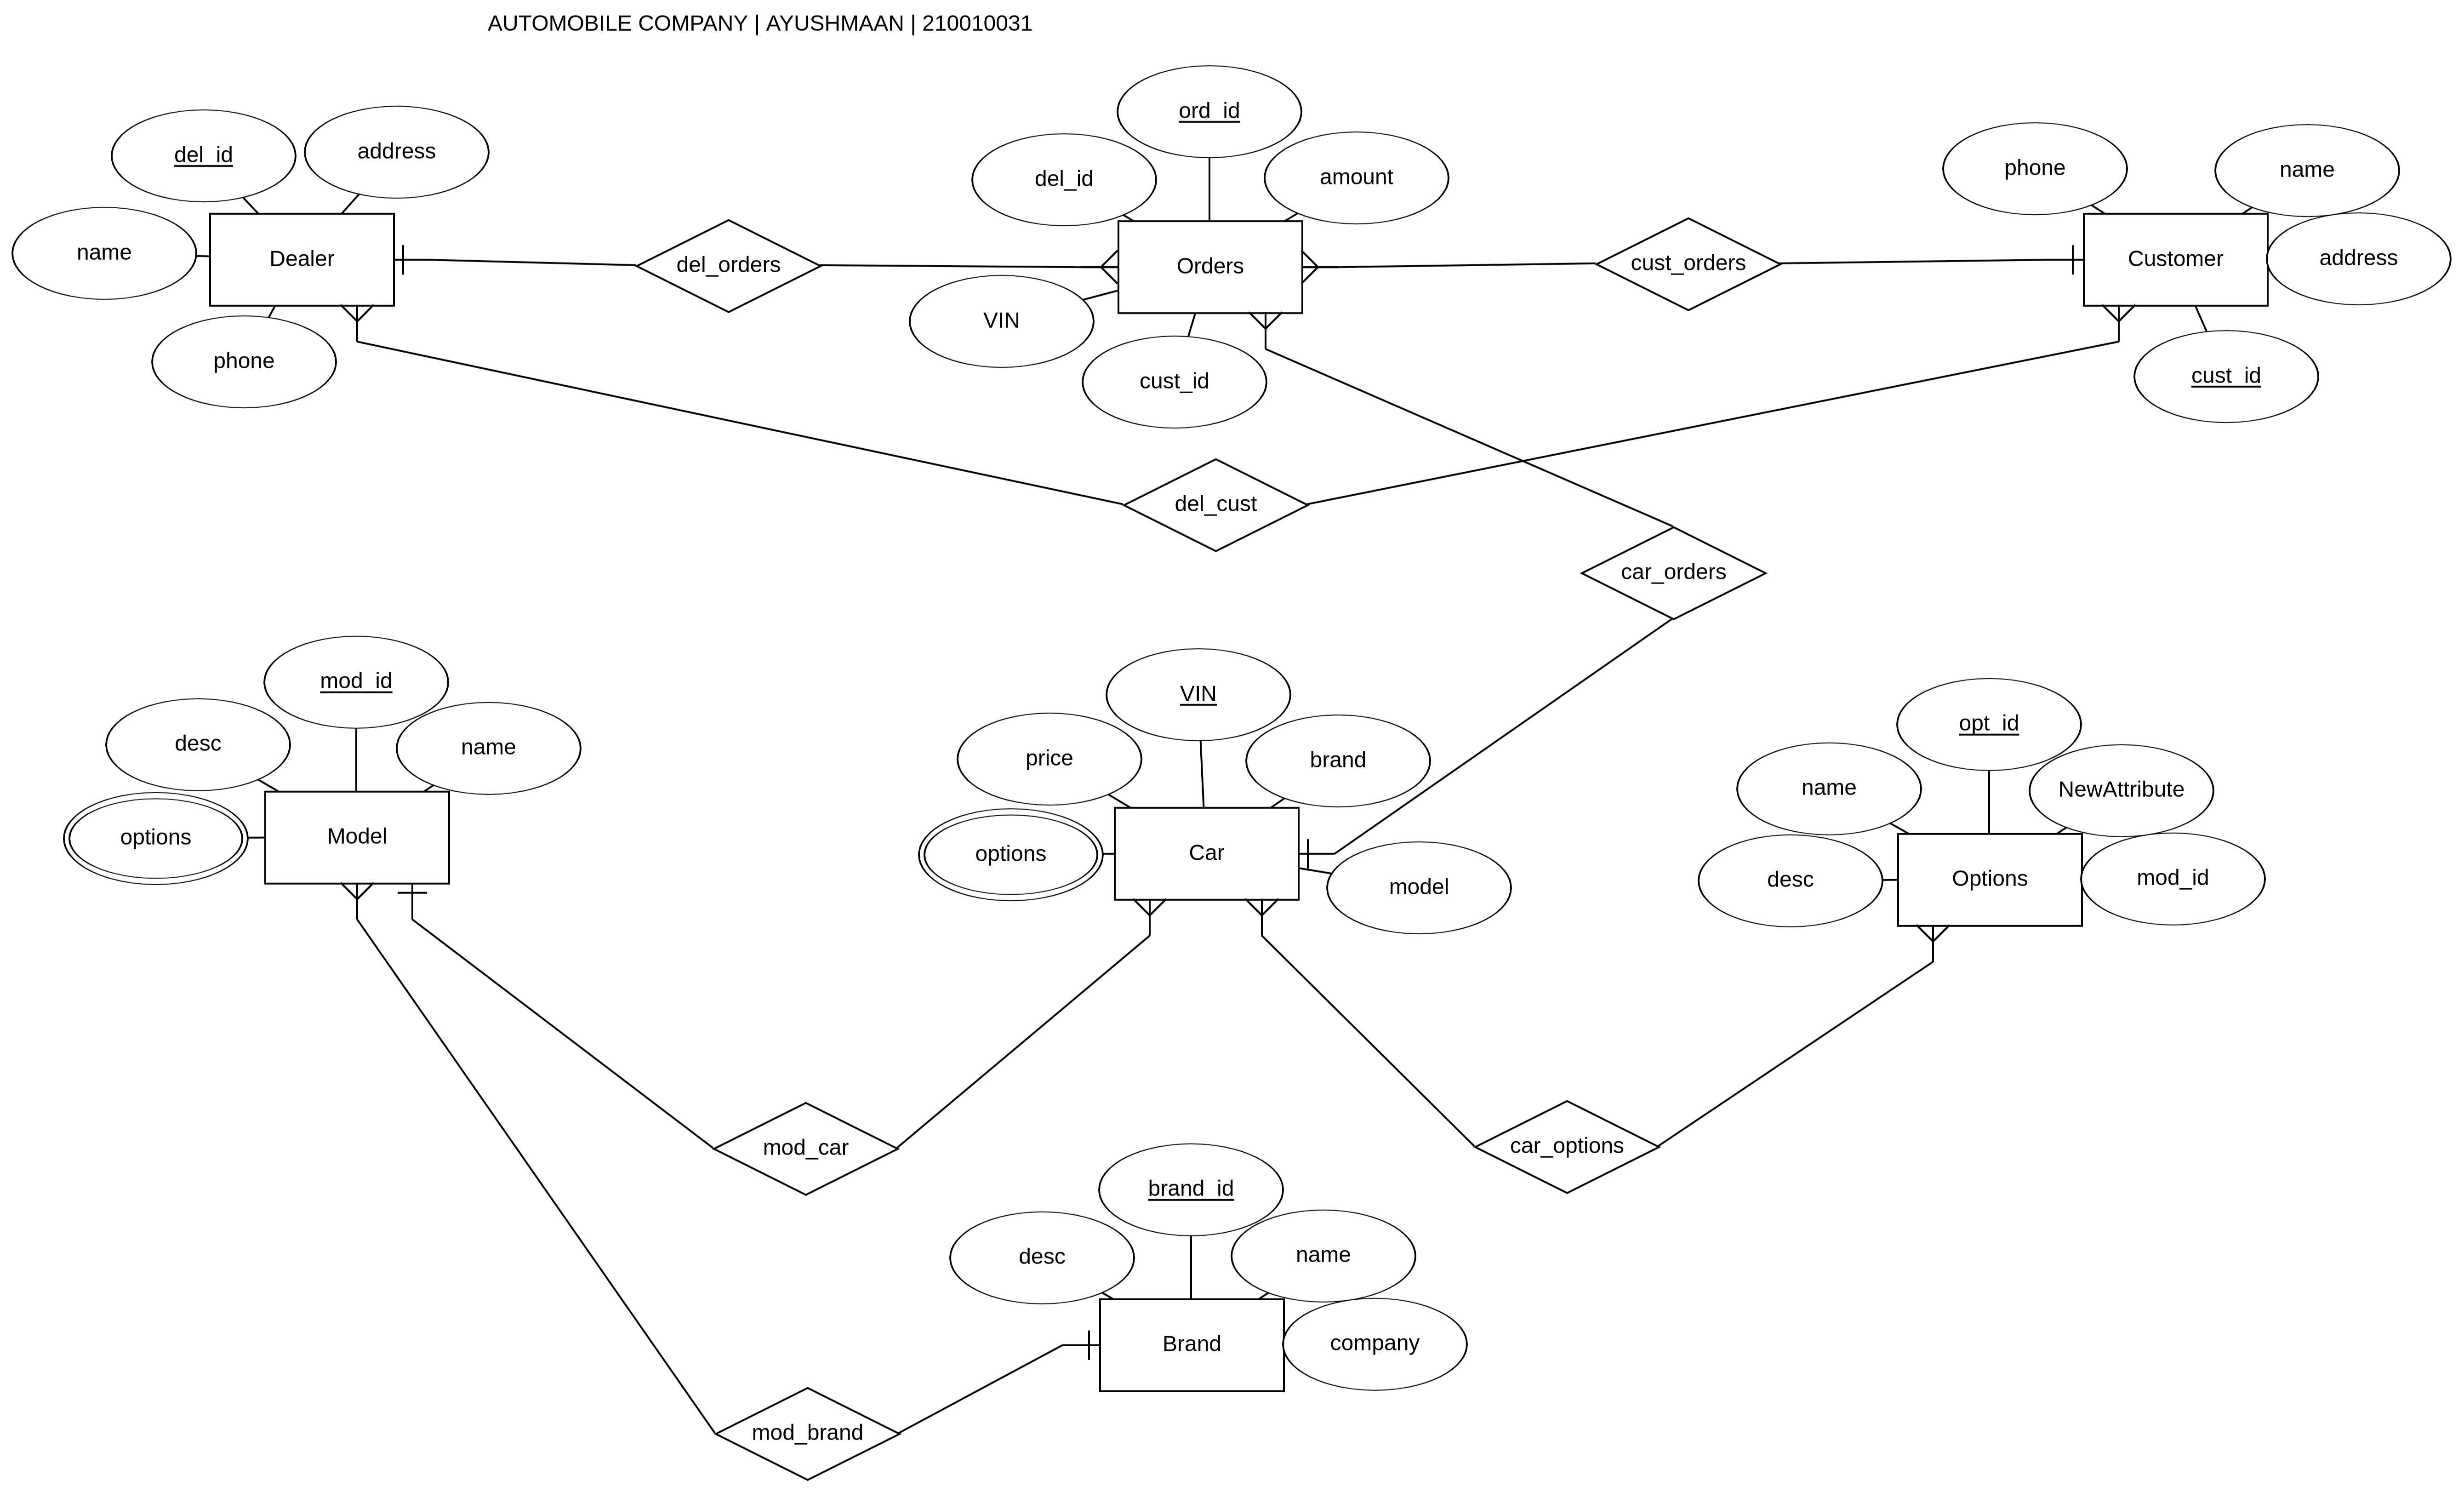 AUTOMOBILE COMPANY | AYUSHMAAN | 210010031
del_id
address
name
Dealer
phone
del_orders
ord_id
del_id
amount
Orders
VIN
cust_id
cust_orders
phone
name
Customer
address
cust_id
del_cust
car_orders
mod_id
desc
name
options
Model
VIN
price
brand
options
Car
model
opt_id
name
NewAttribute
desc
Options
mod_id
mod_car
car_options
brand_id
desc
name
Brand
company
mod_brand